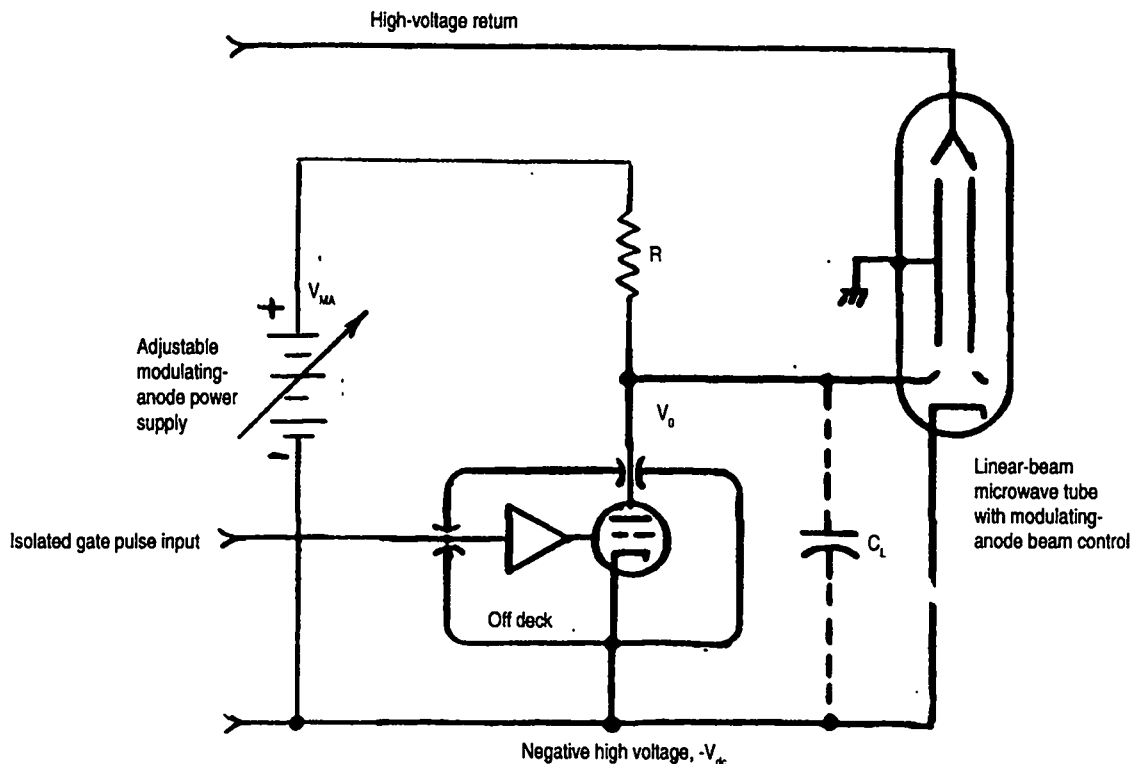 High-voltage return
R
+
V_MA
Adjustable
modulating-
anode power
supply
-
V_0
Linear-beam
microwave tube
with modulating-
anode beam control
Isolated gate pulse input
C_L
Off deck
Negative high voltage, -V_dc